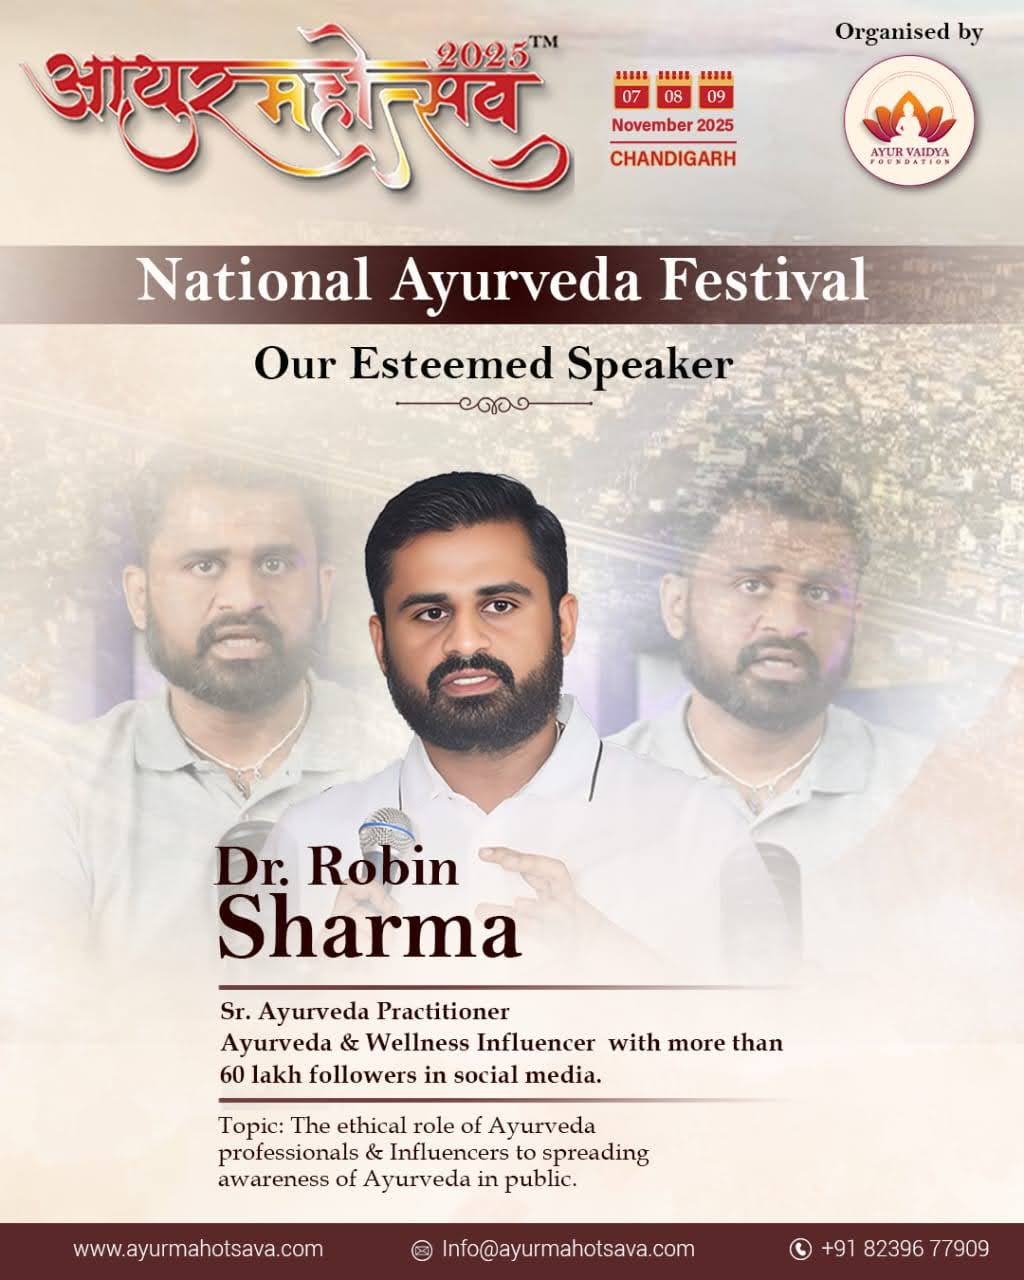 आयुर महोत्सव 2025™
07 08 09
November 2025
CHANDIGARH
Organised by
AYUR VAIDYA
FOUNDATION
National Ayurveda Festival
Our Esteemed Speaker
Dr. Robin
Sharma
Sr. Ayurveda Practitioner
Ayurveda & Wellness Influencer with more than
60 lakh followers in social media.
Topic: The ethical role of Ayurveda
professionals & Influencers to spreading
awareness of Ayurveda in public.
www.ayurmahotsava.com Info@ayurmahotsava.com +91 82396 77909